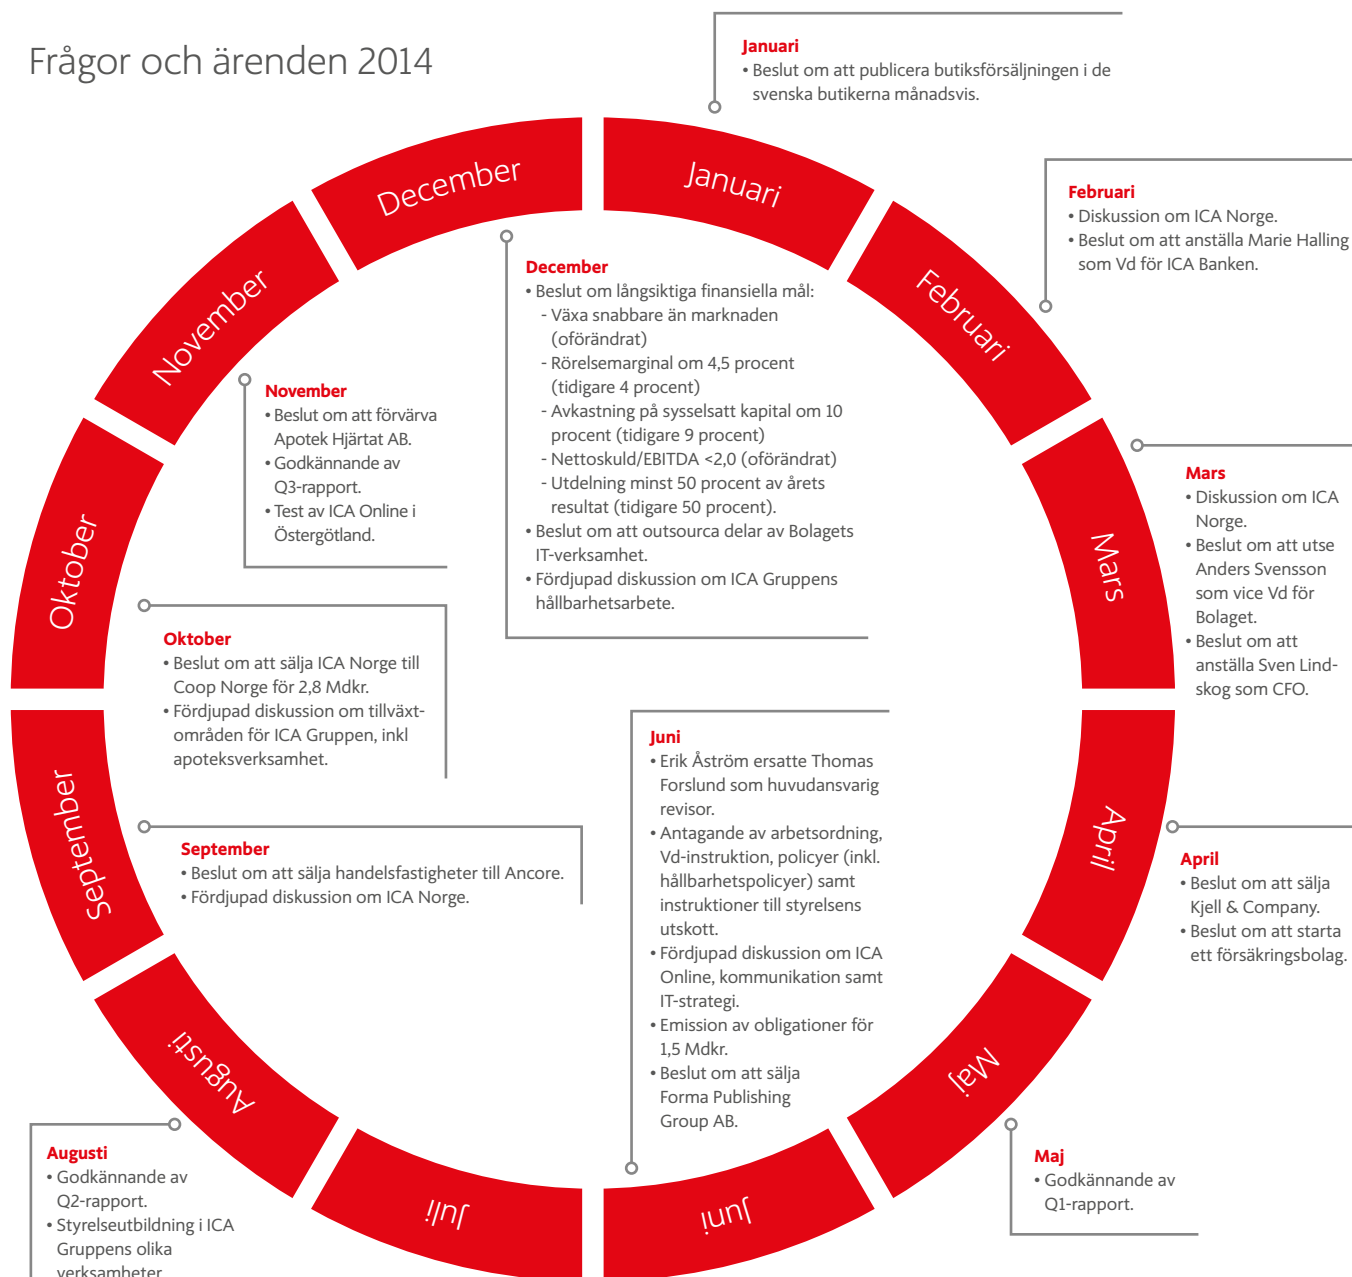 Frågor och ärenden 2014
Januari
• Beslut om att publicera butiksförsäljningen i de
svenska butikerna månadsvis.
Februari
• Diskussion om ICA Norge.
• Beslut om att anställa Marie Halling
som Vd för ICA Banken.
Mars
• Diskussion om ICA
Norge.
• Beslut om att utse
Anders Svensson
som vice Vd för
Bolaget.
• Beslut om att
anställa Sven Lind-
skog som CFO.
April
• Beslut om att sälja
Kjell & Company.
• Beslut om att starta
ett försäkringsbolag.
Maj
• Godkännande av
Q1-rapport.
Juni
• Erik Åström ersatte Thomas
Forslund som huvudansvarig
revisor.
• Antagande av arbetsordning,
Vd-instruktion, policyer (inkl.
hållbarhetspolicyer) samt
instruktioner till styrelsens
utskott.
• Fördjupad diskussion om ICA
Online, kommunikation samt
IT-strategi.
• Emission av obligationer för
1,5 Mdkr.
• Beslut om att sälja
Forma Publishing
Group AB.
Augusti
• Godkännande av
Q2-rapport.
• Styrelseutbildning i ICA
Gruppens olika
verksamheter
September
• Beslut om att sälja handelsfastigheter till Ancore.
• Fördjupad diskussion om ICA Norge.
Oktober
• Beslut om att sälja ICA Norge till
Coop Norge för 2,8 Mdkr.
• Fördjupad diskussion om tillväxt-
områden för ICA Gruppen, inkl
apoteksverksamhet.
November
• Beslut om att förvärva
Apotek Hjärtat AB.
• Godkännande av
Q3-rapport.
• Test av ICA Online i
Östergötland.
December
• Beslut om långsiktiga finansiella mål:
- Växa snabbare än marknaden
(oförändrat)
- Rörelsemarginal om 4,5 procent
(tidigare 4 procent)
- Avkastning på sysselsatt kapital om 10
procent (tidigare 9 procent)
- Nettoskuld/EBITDA <2,0 (oförändrat)
- Utdelning minst 50 procent av årets
resultat (tidigare 50 procent).
• Beslut om att outsourca delar av Bolagets
IT-verksamhet.
• Fördjupad diskussion om ICA Gruppens
hållbarhetsarbete.
Januari
Februari
Mars
April
Maj
Juni
Juli
Augusti
September
Oktober
November
December